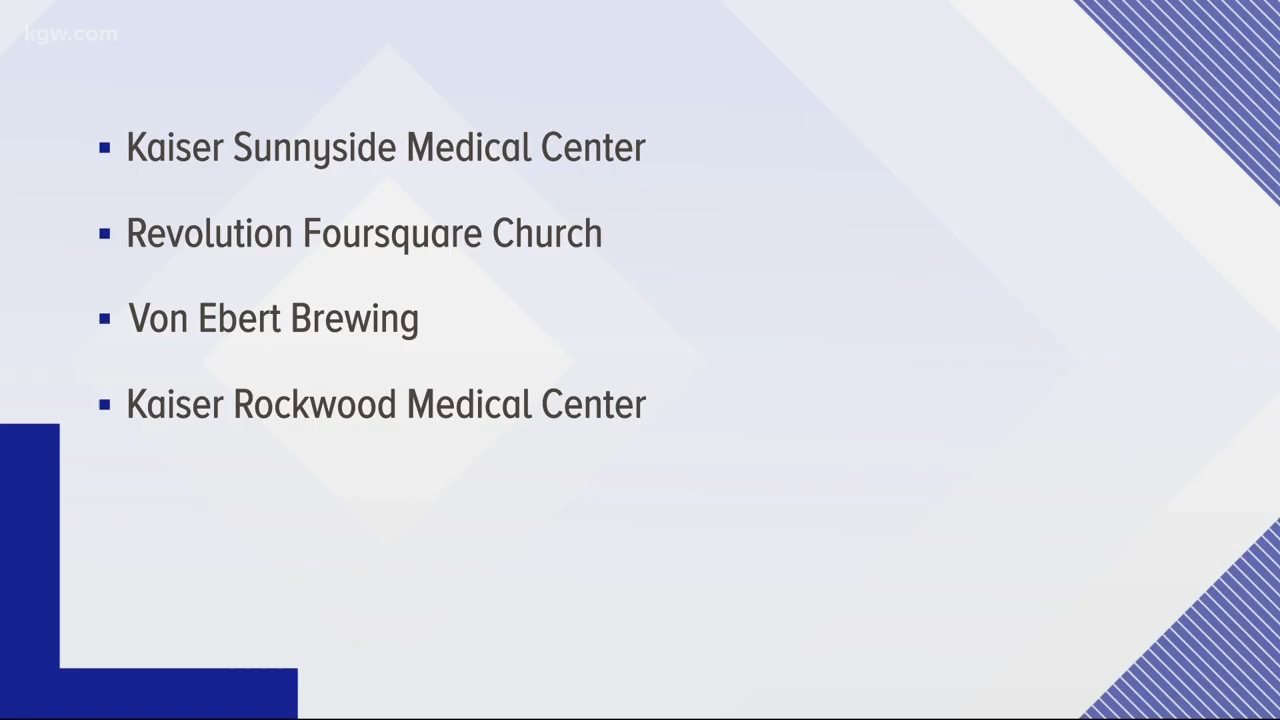 kgw.com
Kaiser Sunnyside Medical Center
Revolution Foursquare Church
Von Ebert Brewing
Kaiser Rockwood Medical Center